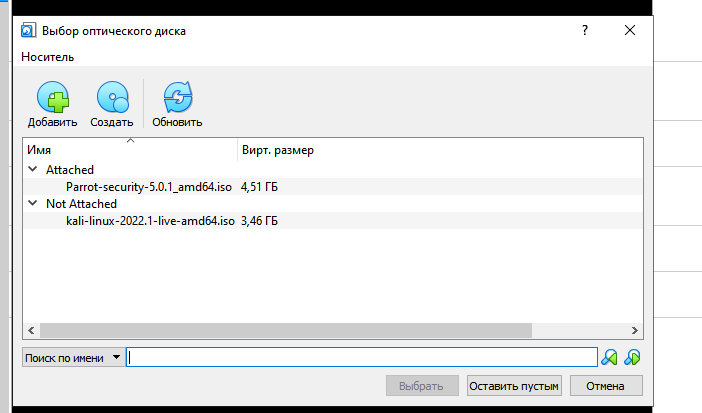 Выбор оптического диска
?
Носитель
Добавить Создать Обновить
Имя Вирт. размер
Attached
Parrot-security-5.0.1_amd64.iso 4,51 ГБ
Not Attached
kali-linux-2022.1-live-amd64.iso 3,46 ГБ
Поиск по имени
Выбрать Оставить пустым Отмена